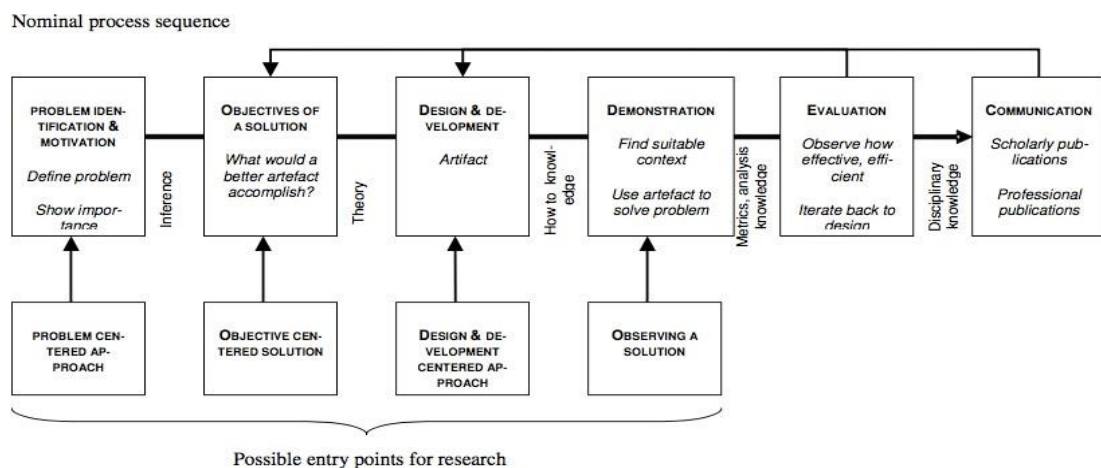 Nominal process sequence
PROBLEM IDEN-
TIFICATION &
MOTIVATION
Define problem
Show impor-
tance
Inference
OBJECTIVES OF
A SOLUTION
What would a
better artefact
accomplish?
Theory
DESIGN & DE-
VELOPMENT
Artifact
How to knowl-
edge
DEMONSTRATION
Find suitable
context
Use artefact to
solve problem
Metrics, analysis
knowledge
EVALUATION
Observe how
effective, effi-
cient
Iterate back to
design
Disciplinary
knowledge
COMMUNICATION
Scholarly pub-
lications
Professional
publications
PROBLEM CEN-
TERED AP-
PROACH
OBJECTIVE CEN-
TERED SOLUTION
DESIGN & DE-
VELOPMENT
CENTERED AP-
PROACH
OBSERVING A
SOLUTION
Possible entry points for research